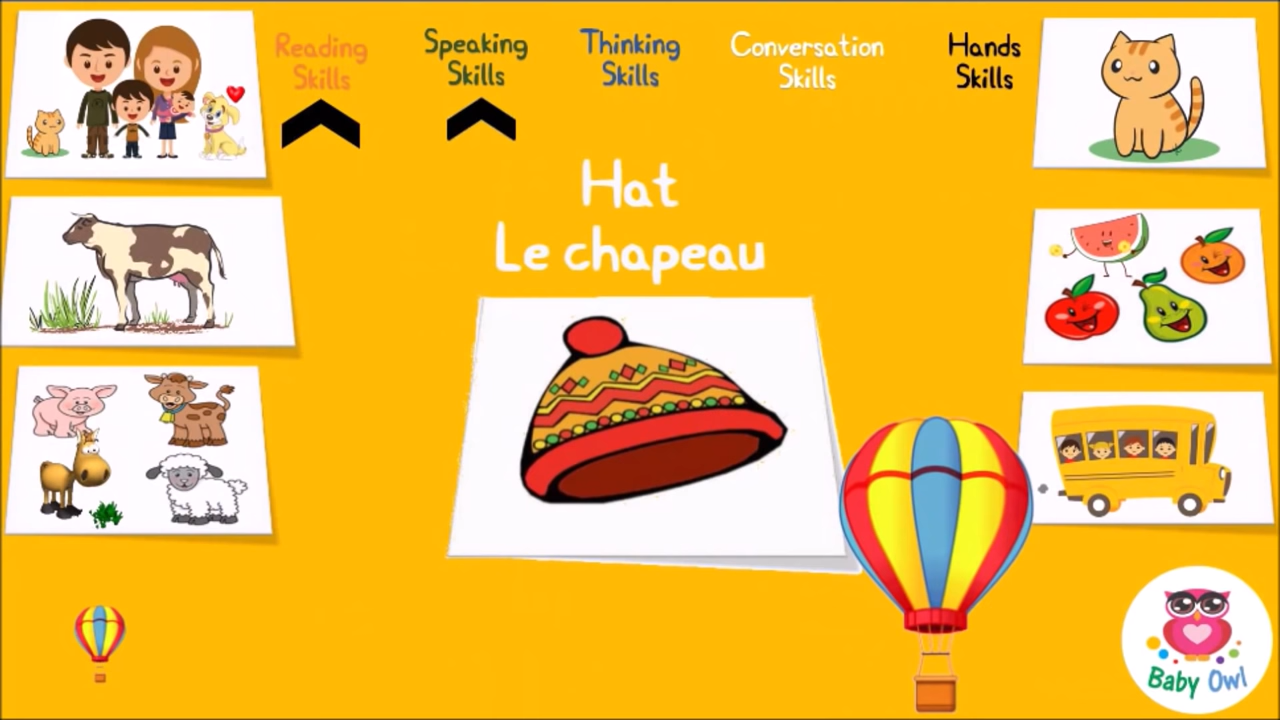 Reading
Skills
Speaking
Skills
Thinking
Skills
Conversation
Skills
Hands
Skills
Hat
Le chapeau
Baby Owl